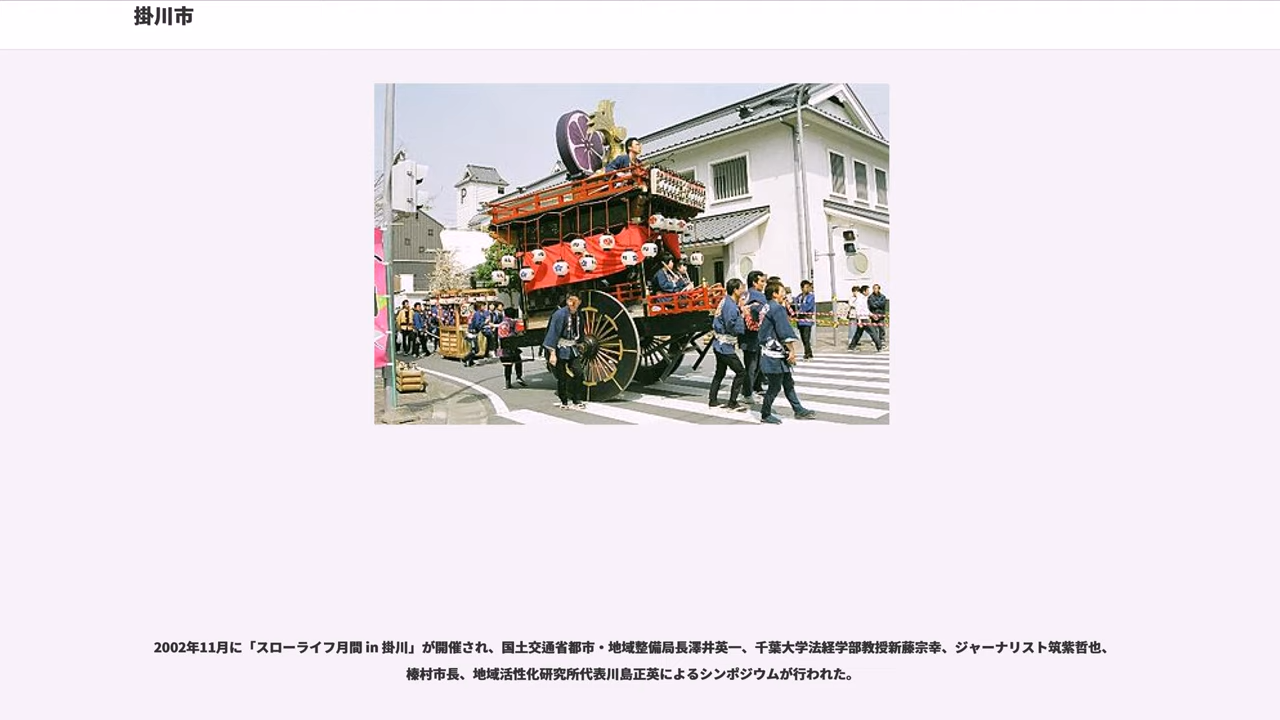 掛川市
2002年11月に「スローライフ月間 in 掛川」が開催され、国土交通省都市・地域整備局長澤井英一、千葉大学法経学部教授新藤宗幸、ジャーナリスト筑紫哲也、
榛村市長、地域活性化研究所代表川島正英によるシンポジウムが行われた。